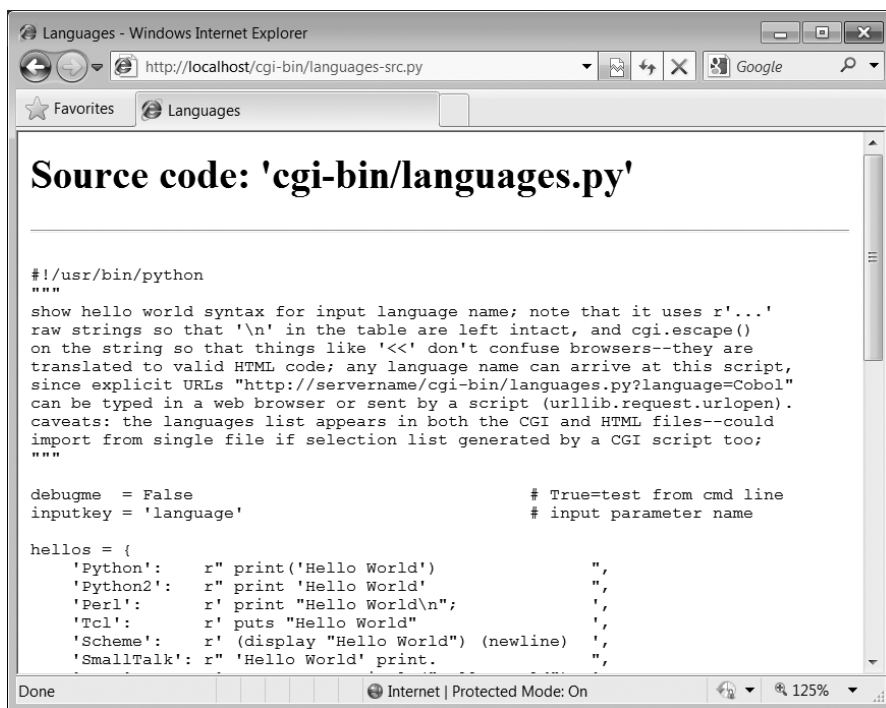 Languages - Windows Internet Explorer
http://localhost/cgi-bin/languages-src.py
Google
Favorites
Languages
Source code: 'cgi-bin/languages.py'
#!/usr/bin/python
"""
show hello world syntax for input language name; note that it uses r'...'
raw strings so that '\n' in the table are left intact, and cgi.escape()
on the string so that things like '<<' don't confuse browsers--they are
translated to valid HTML code; any language name can arrive at this script,
since explicit URLs "http://servername/cgi-bin/languages.py?language=Cobol"
can be typed in a web browser or sent by a script (urllib.request.urlopen).
caveats: the languages list appears in both the CGI and HTML files--could
import from single file if selection list generated by a CGI script too;
"""
debugme  = False                                # True=test from cmd line
inputkey = 'language'                           # input parameter name
hellos = {
    'Python':    r" print('Hello World')               ",
    'Python2':   r" print 'Hello World'                ",
    'Perl':      r' print "Hello World\n";             ',
    'Tcl':       r' puts "Hello World"                 ',
    'Scheme':    r' (display "Hello World") (newline)  ',
    'SmallTalk': r" 'Hello World' print.               ",
Done
Internet | Protected Mode: On
125%